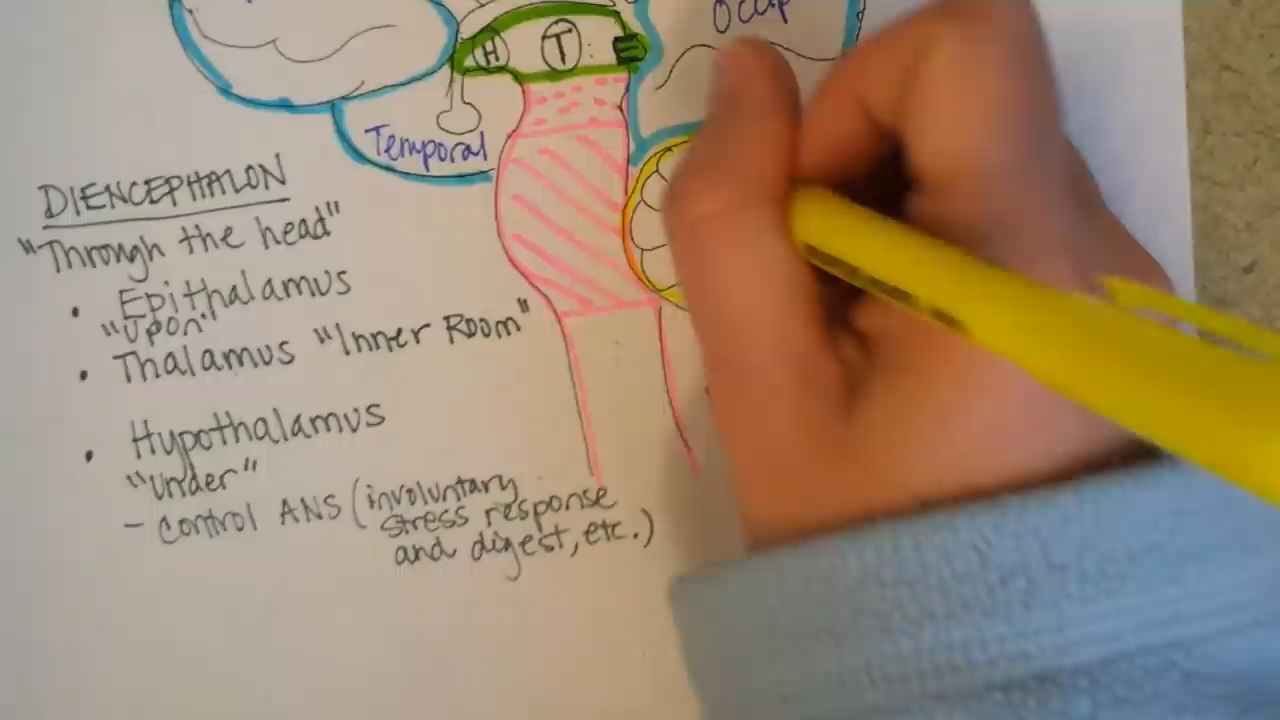 Occip
H T E
Temporal
DIENCEPHALON
"Through the head"
• Epithalamus
"Upon"
• Thalamus "Inner Room"
• Hypothalamus
"Under"
- control ANS (involuntary
stress response
and digest, etc.)